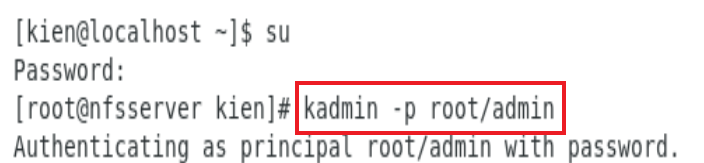 [kien@localhost ~]$ su
Password:
[root@nfsserver kien]# kadmin -p root/admin
Authenticating as principal root/admin with password.